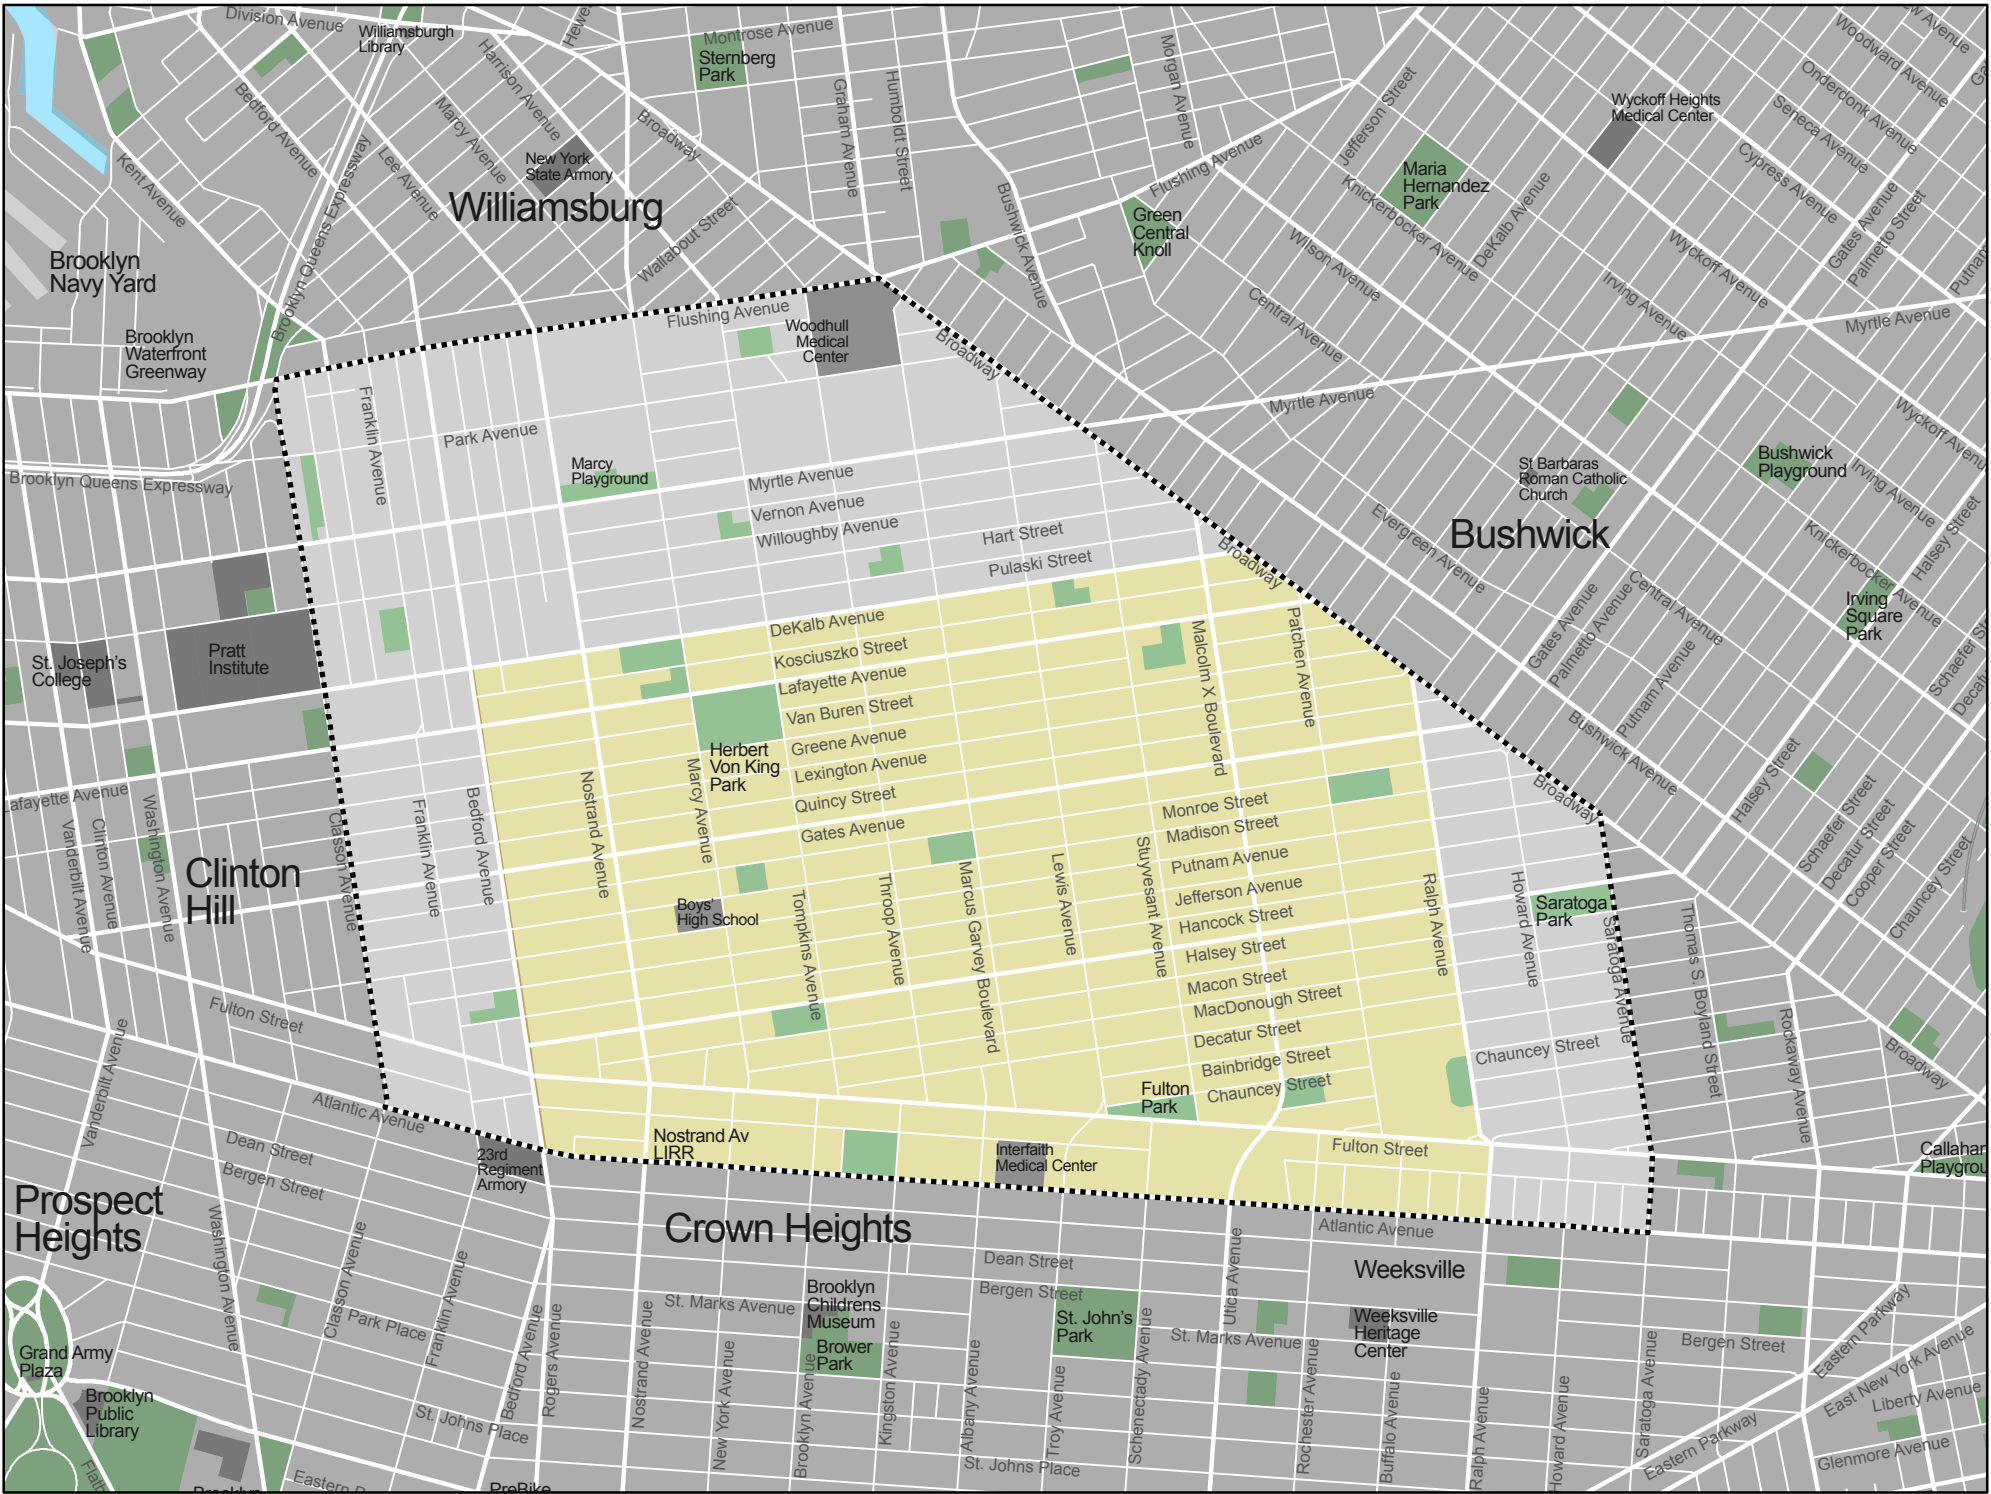 Division Avenue
Williamsburgh
Library
Harrison Avenue
Montrose Avenue
Sternberg
Park
Graham Avenue
Humboldt Street
Morgan Avenue
Jefferson Street
Wyckoff Heights
Medical Center
Woodward Avenue
Onderdonk Avenue
Seneca Avenue
Cypress Avenue
Bedford Avenue
Marcy Avenue
Lee Avenue
Broadway
New York
State Armory
Kent Avenue
Williamsburg
Wallabout Street
Bushwick Avenue
Flushing Avenue
Green
Central
Knoll
Maria
Hernandez
Park
Knickerbocker Avenue
DeKalb Avenue
Wilson Avenue
Central Avenue
Irving Avenue
Wyckoff Avenue
Gates Avenue
Palmetto Street
Putnam
Myrtle Avenue
Brooklyn
Navy Yard
Brooklyn Queens Expressway
Brooklyn
Waterfront
Greenway
Flushing Avenue
Woodhull
Medical
Center
Broadway
Franklin Avenue
Park Avenue
Myrtle Avenue
Wyckoff Avenu
Brooklyn Queens Expressway
Marcy
Playground
Myrtle Avenue
Vernon Avenue
Willoughby Avenue
Hart Street
Pulaski Street
Broadway
St Barbaras
Roman Catholic
Church
Bushwick
Playground
Irving Avenue
Halsey Street
Evergreen Avenue
Bushwick
Knickerbocker Avenue
Irving
Square
Park
Schaefer Str
Decatu
Central Avenue
Gates Avenue
Palmetto Avenue
Putnam Avenue
Bushwick Avenue
St. Joseph's
College
Pratt
Institute
DeKalb Avenue
Kosciuszko Street
Lafayette Avenue
Van Buren Street
Greene Avenue
Lexington Avenue
Quincy Street
Gates Avenue
Herbert
Von King
Park
Malcolm X Boulevard
Patchen Avenue
Monroe Street
Madison Street
Putnam Avenue
Jefferson Avenue
Hancock Street
Halsey Street
Macon Street
MacDonough Street
Decatur Street
Bainbridge Street
Chauncey Street
Broadway
Halsey Street
Schaefer Street
Decatur Street
Cooper Street
Chauncey Street
Lafayette Avenue
Vanderbilt Avenue
Clinton Avenue
Washington Avenue
Clinton
Hill
Classon Avenue
Franklin Avenue
Bedford Avenue
Nostrand Avenue
Marcy Avenue
Boys'
High School
Tompkins Avenue
Throop Avenue
Marcus Garvey Boulevard
Lewis Avenue
Stuyvesant Avenue
Ralph Avenue
Howard Avenue
Saratoga
Park
Saratoga Avenue
Thomas S. Boyland Street
Rockaway Avenue
Broadway
Chauncey Street
Fulton Street
Atlantic Avenue
Vanderbilt Avenue
Dean Street
Bergen Street
23rd
Regiment
Armory
Nostrand Av
LIRR
Interfaith
Medical Center
Fulton
Park
Fulton Street
Callahan
Playgrou
Prospect
Heights
Crown Heights
Atlantic Avenue
Weeksville
Washington Avenue
Classon Avenue
Franklin Avenue
Park Place
Bedford Avenue
Rogers Avenue
Nostrand Avenue
St. Marks Avenue
New York Avenue
Brooklyn
Childrens
Museum
Brower
Park
Brooklyn Avenue
Kingston Avenue
Albany Avenue
Dean Street
Bergen Street
St. John's
Park
Troy Avenue
Schenectady Avenue
Utica Avenue
St. Marks Avenue
Rochester Avenue
Weeksville
Heritage
Center
Buffalo Avenue
Ralph Avenue
Howard Avenue
Saratoga Avenue
Bergen Street
Eastern Parkway
East New York Avenue
Liberty Avenue
Glenmore Avenue
Eastern Parkway
Grand Army
Plaza
Brooklyn
Public
Library
St. Johns Place
St. Johns Place
Flatb
Brooklyn
Eastern P
PreBike